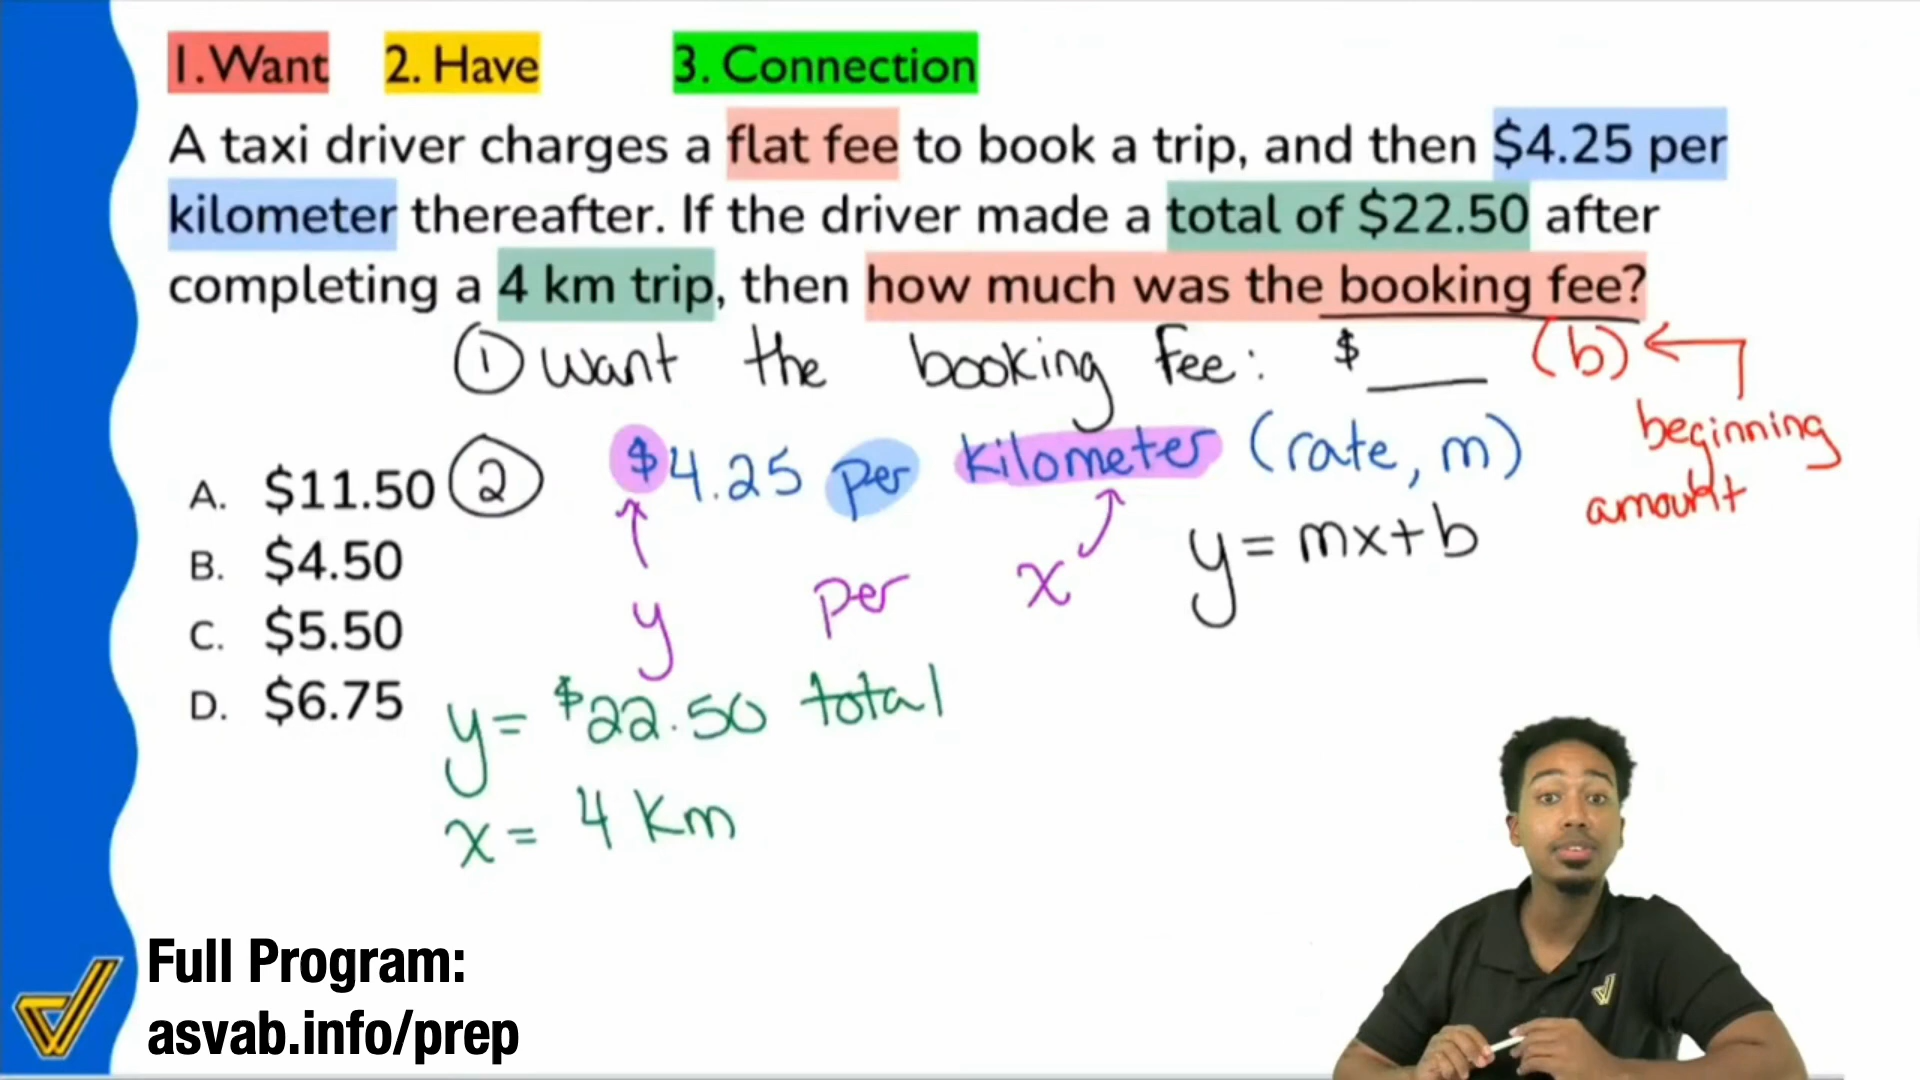 1. Want 2. Have 3. Connection
A taxi driver charges a flat fee to book a trip, and then $4.25 per
kilometer thereafter. If the driver made a total of $22.50 after
completing a 4 km trip, then how much was the booking fee?
① Want the booking fee: $____ (b)
beginning
amount
② $4.25 per kilometer (rate, m)
y per x
y = mx+b
A. $11.50
B. $4.50
C. $5.50
D. $6.75
y = $22.50 total
x = 4 km
Full Program:
asvab.info/prep